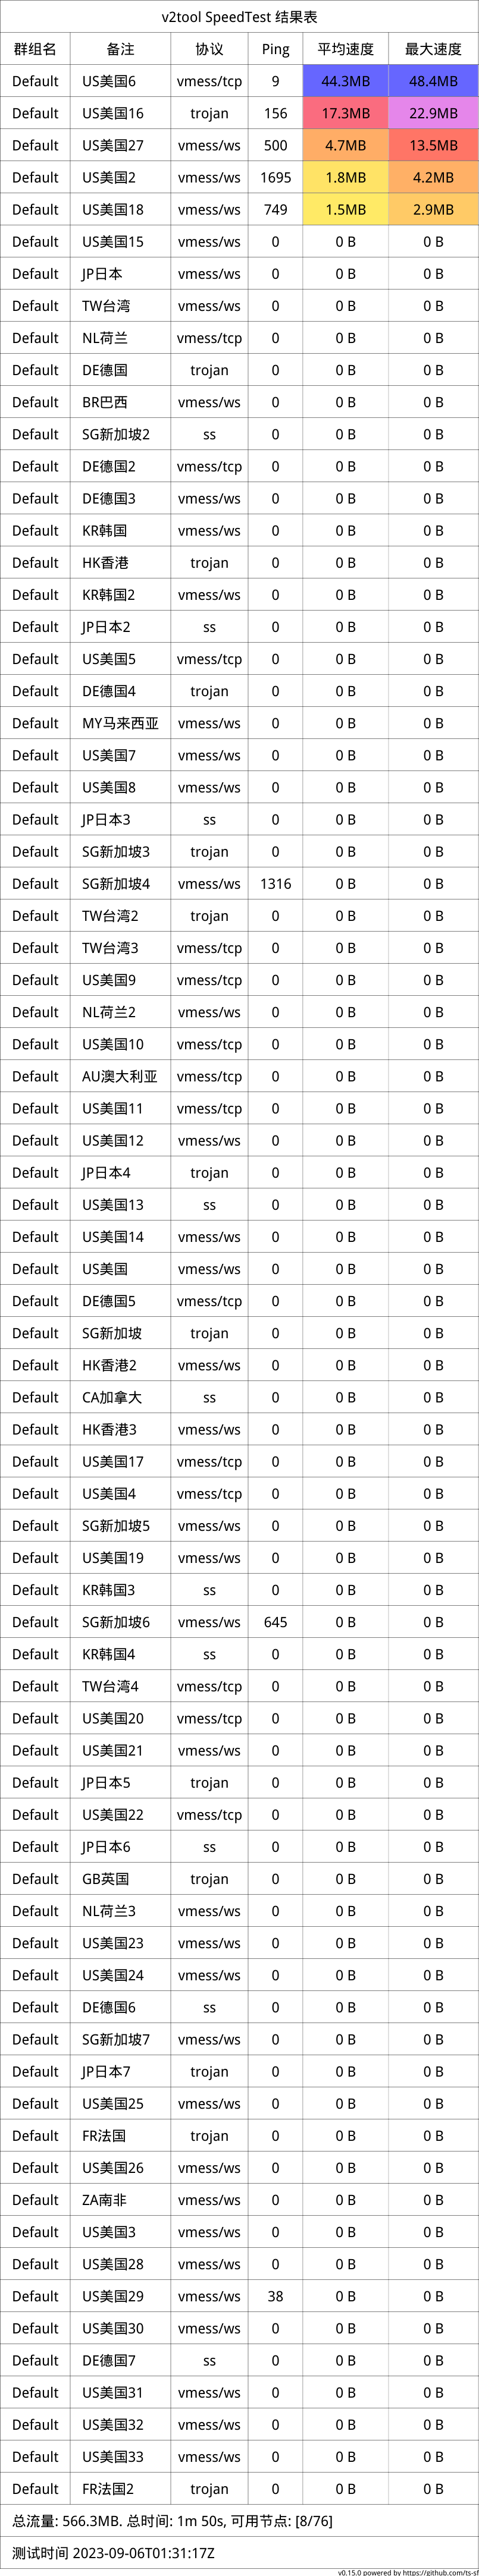 v2tool SpeedTest 结果表
群组名 备注 协议 Ping 平均速度 最大速度
Default US美国6 vmess/tcp 9 44.3MB 48.4MB
Default US美国16 trojan 156 17.3MB 22.9MB
Default US美国27 vmess/ws 500 4.7MB 13.5MB
Default US美国2 vmess/ws 1695 1.8MB 4.2MB
Default US美国18 vmess/ws 749 1.5MB 2.9MB
Default US美国15 vmess/ws 0 0 B 0 B
Default JP日本 vmess/ws 0 0 B 0 B
Default TW台湾 vmess/ws 0 0 B 0 B
Default NL荷兰 vmess/tcp 0 0 B 0 B
Default DE德国 trojan 0 0 B 0 B
Default BR巴西 vmess/ws 0 0 B 0 B
Default SG新加坡2 ss 0 0 B 0 B
Default DE德国2 vmess/tcp 0 0 B 0 B
Default DE德国3 vmess/ws 0 0 B 0 B
Default KR韩国 vmess/ws 0 0 B 0 B
Default HK香港 trojan 0 0 B 0 B
Default KR韩国2 vmess/ws 0 0 B 0 B
Default JP日本2 ss 0 0 B 0 B
Default US美国5 vmess/tcp 0 0 B 0 B
Default DE德国4 trojan 0 0 B 0 B
Default MY马来西亚 vmess/ws 0 0 B 0 B
Default US美国7 vmess/ws 0 0 B 0 B
Default US美国8 vmess/ws 0 0 B 0 B
Default JP日本3 ss 0 0 B 0 B
Default SG新加坡3 trojan 0 0 B 0 B
Default SG新加坡4 vmess/ws 1316 0 B 0 B
Default TW台湾2 trojan 0 0 B 0 B
Default TW台湾3 vmess/tcp 0 0 B 0 B
Default US美国9 vmess/tcp 0 0 B 0 B
Default NL荷兰2 vmess/ws 0 0 B 0 B
Default US美国10 vmess/tcp 0 0 B 0 B
Default AU澳大利亚 vmess/tcp 0 0 B 0 B
Default US美国11 vmess/tcp 0 0 B 0 B
Default US美国12 vmess/ws 0 0 B 0 B
Default JP日本4 trojan 0 0 B 0 B
Default US美国13 ss 0 0 B 0 B
Default US美国14 vmess/ws 0 0 B 0 B
Default US美国 vmess/ws 0 0 B 0 B
Default DE德国5 vmess/tcp 0 0 B 0 B
Default SG新加坡 trojan 0 0 B 0 B
Default HK香港2 vmess/ws 0 0 B 0 B
Default CA加拿大 ss 0 0 B 0 B
Default HK香港3 vmess/ws 0 0 B 0 B
Default US美国17 vmess/tcp 0 0 B 0 B
Default US美国4 vmess/tcp 0 0 B 0 B
Default SG新加坡5 vmess/ws 0 0 B 0 B
Default US美国19 vmess/ws 0 0 B 0 B
Default KR韩国3 ss 0 0 B 0 B
Default SG新加坡6 vmess/ws 645 0 B 0 B
Default KR韩国4 ss 0 0 B 0 B
Default TW台湾4 vmess/tcp 0 0 B 0 B
Default US美国20 vmess/tcp 0 0 B 0 B
Default US美国21 vmess/ws 0 0 B 0 B
Default JP日本5 trojan 0 0 B 0 B
Default US美国22 vmess/tcp 0 0 B 0 B
Default JP日本6 ss 0 0 B 0 B
Default GB英国 trojan 0 0 B 0 B
Default NL荷兰3 vmess/ws 0 0 B 0 B
Default US美国23 vmess/ws 0 0 B 0 B
Default US美国24 vmess/ws 0 0 B 0 B
Default DE德国6 ss 0 0 B 0 B
Default SG新加坡7 vmess/ws 0 0 B 0 B
Default JP日本7 trojan 0 0 B 0 B
Default US美国25 vmess/ws 0 0 B 0 B
Default FR法国 trojan 0 0 B 0 B
Default US美国26 vmess/ws 0 0 B 0 B
Default ZA南非 vmess/ws 0 0 B 0 B
Default US美国3 vmess/ws 0 0 B 0 B
Default US美国28 vmess/ws 0 0 B 0 B
Default US美国29 vmess/ws 38 0 B 0 B
Default US美国30 vmess/ws 0 0 B 0 B
Default DE德国7 ss 0 0 B 0 B
Default US美国31 vmess/ws 0 0 B 0 B
Default US美国32 vmess/ws 0 0 B 0 B
Default US美国33 vmess/ws 0 0 B 0 B
Default FR法国2 trojan 0 0 B 0 B
总流量: 566.3MB. 总时间: 1m 50s, 可用节点: [8/76]
测试时间 2023-09-06T01:31:17Z
v0.15.0 powered by https://github.com/ts-sf